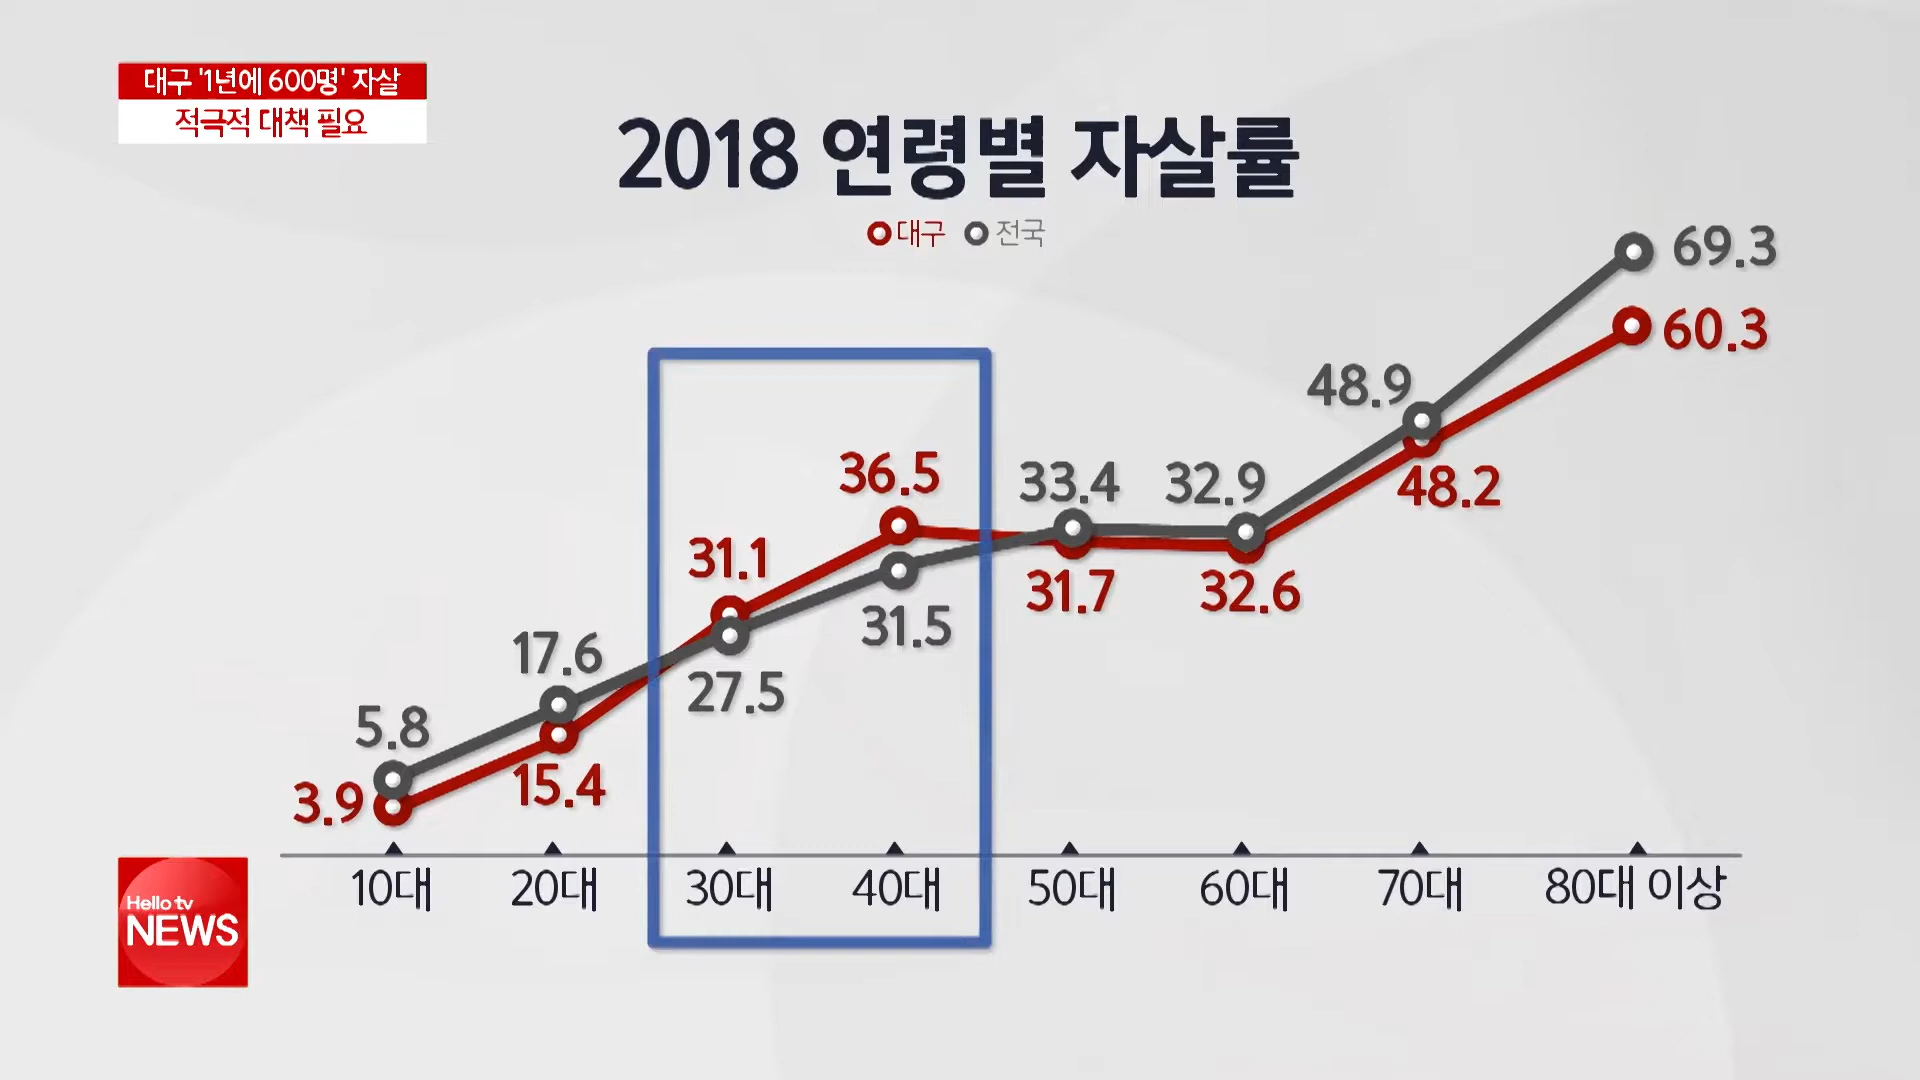 대구 '1년에 600명' 자살
적극적 대책 필요
2018 연령별 자살률
대구 전국
69.3
60.3
48.9
48.2
36.5
33.4
32.9
31.1
31.5
31.7
32.6
17.6
27.5
5.8
3.9
15.4
10대 20대 30대 40대 50대 60대 70대 80대 이상
Hello tv
NEWS